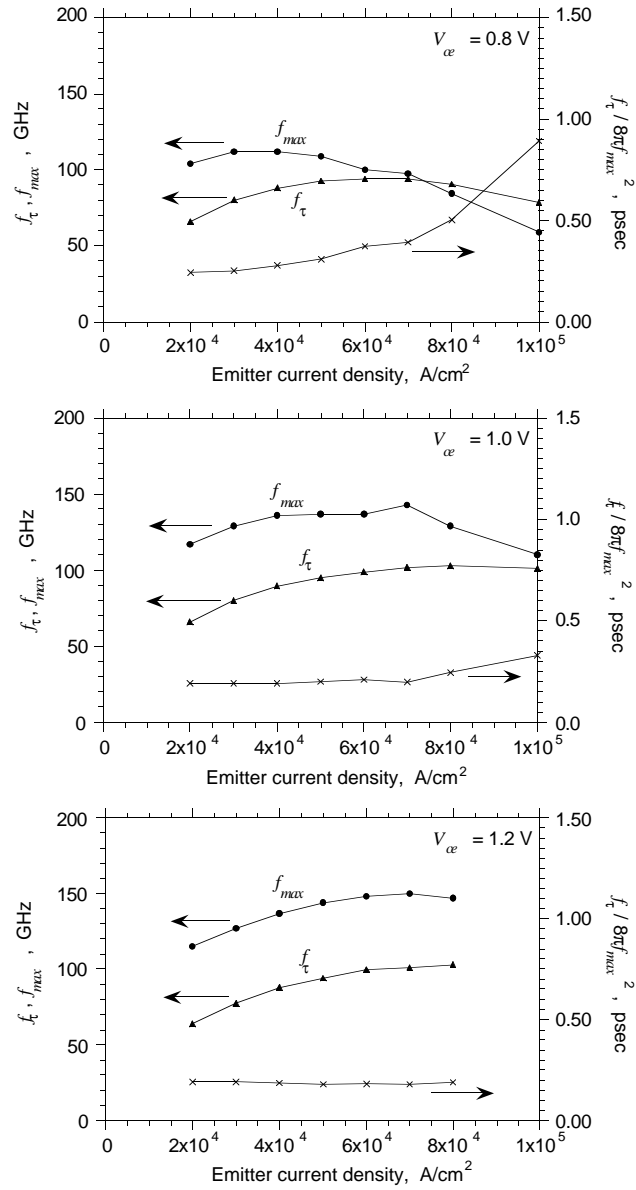 200
150
100
50
0
f_τ, f_max , GHz
V_ce = 0.8 V
f_max
f_τ
1.50
1.00
0.50
0.00
f_τ / 8πf_max^2 , psec
0 2x10^4 4x10^4 6x10^4 8x10^4 1x10^5
Emitter current density, A/cm^2
200
150
100
50
0
f_τ, f_max , GHz
V_ce = 1.0 V
f_max
f_τ
1.5
1.0
0.5
0.0
f_τ / 8πf_max^2 , psec
0 2x10^4 4x10^4 6x10^4 8x10^4 1x10^5
Emitter current density, A/cm^2
200
150
100
50
0
f_τ, f_max , GHz
V_ce = 1.2 V
f_max
f_τ
1.50
1.00
0.50
0.00
f_τ / 8πf_max^2 , psec
0 2x10^4 4x10^4 6x10^4 8x10^4 1x10^5
Emitter current density, A/cm^2